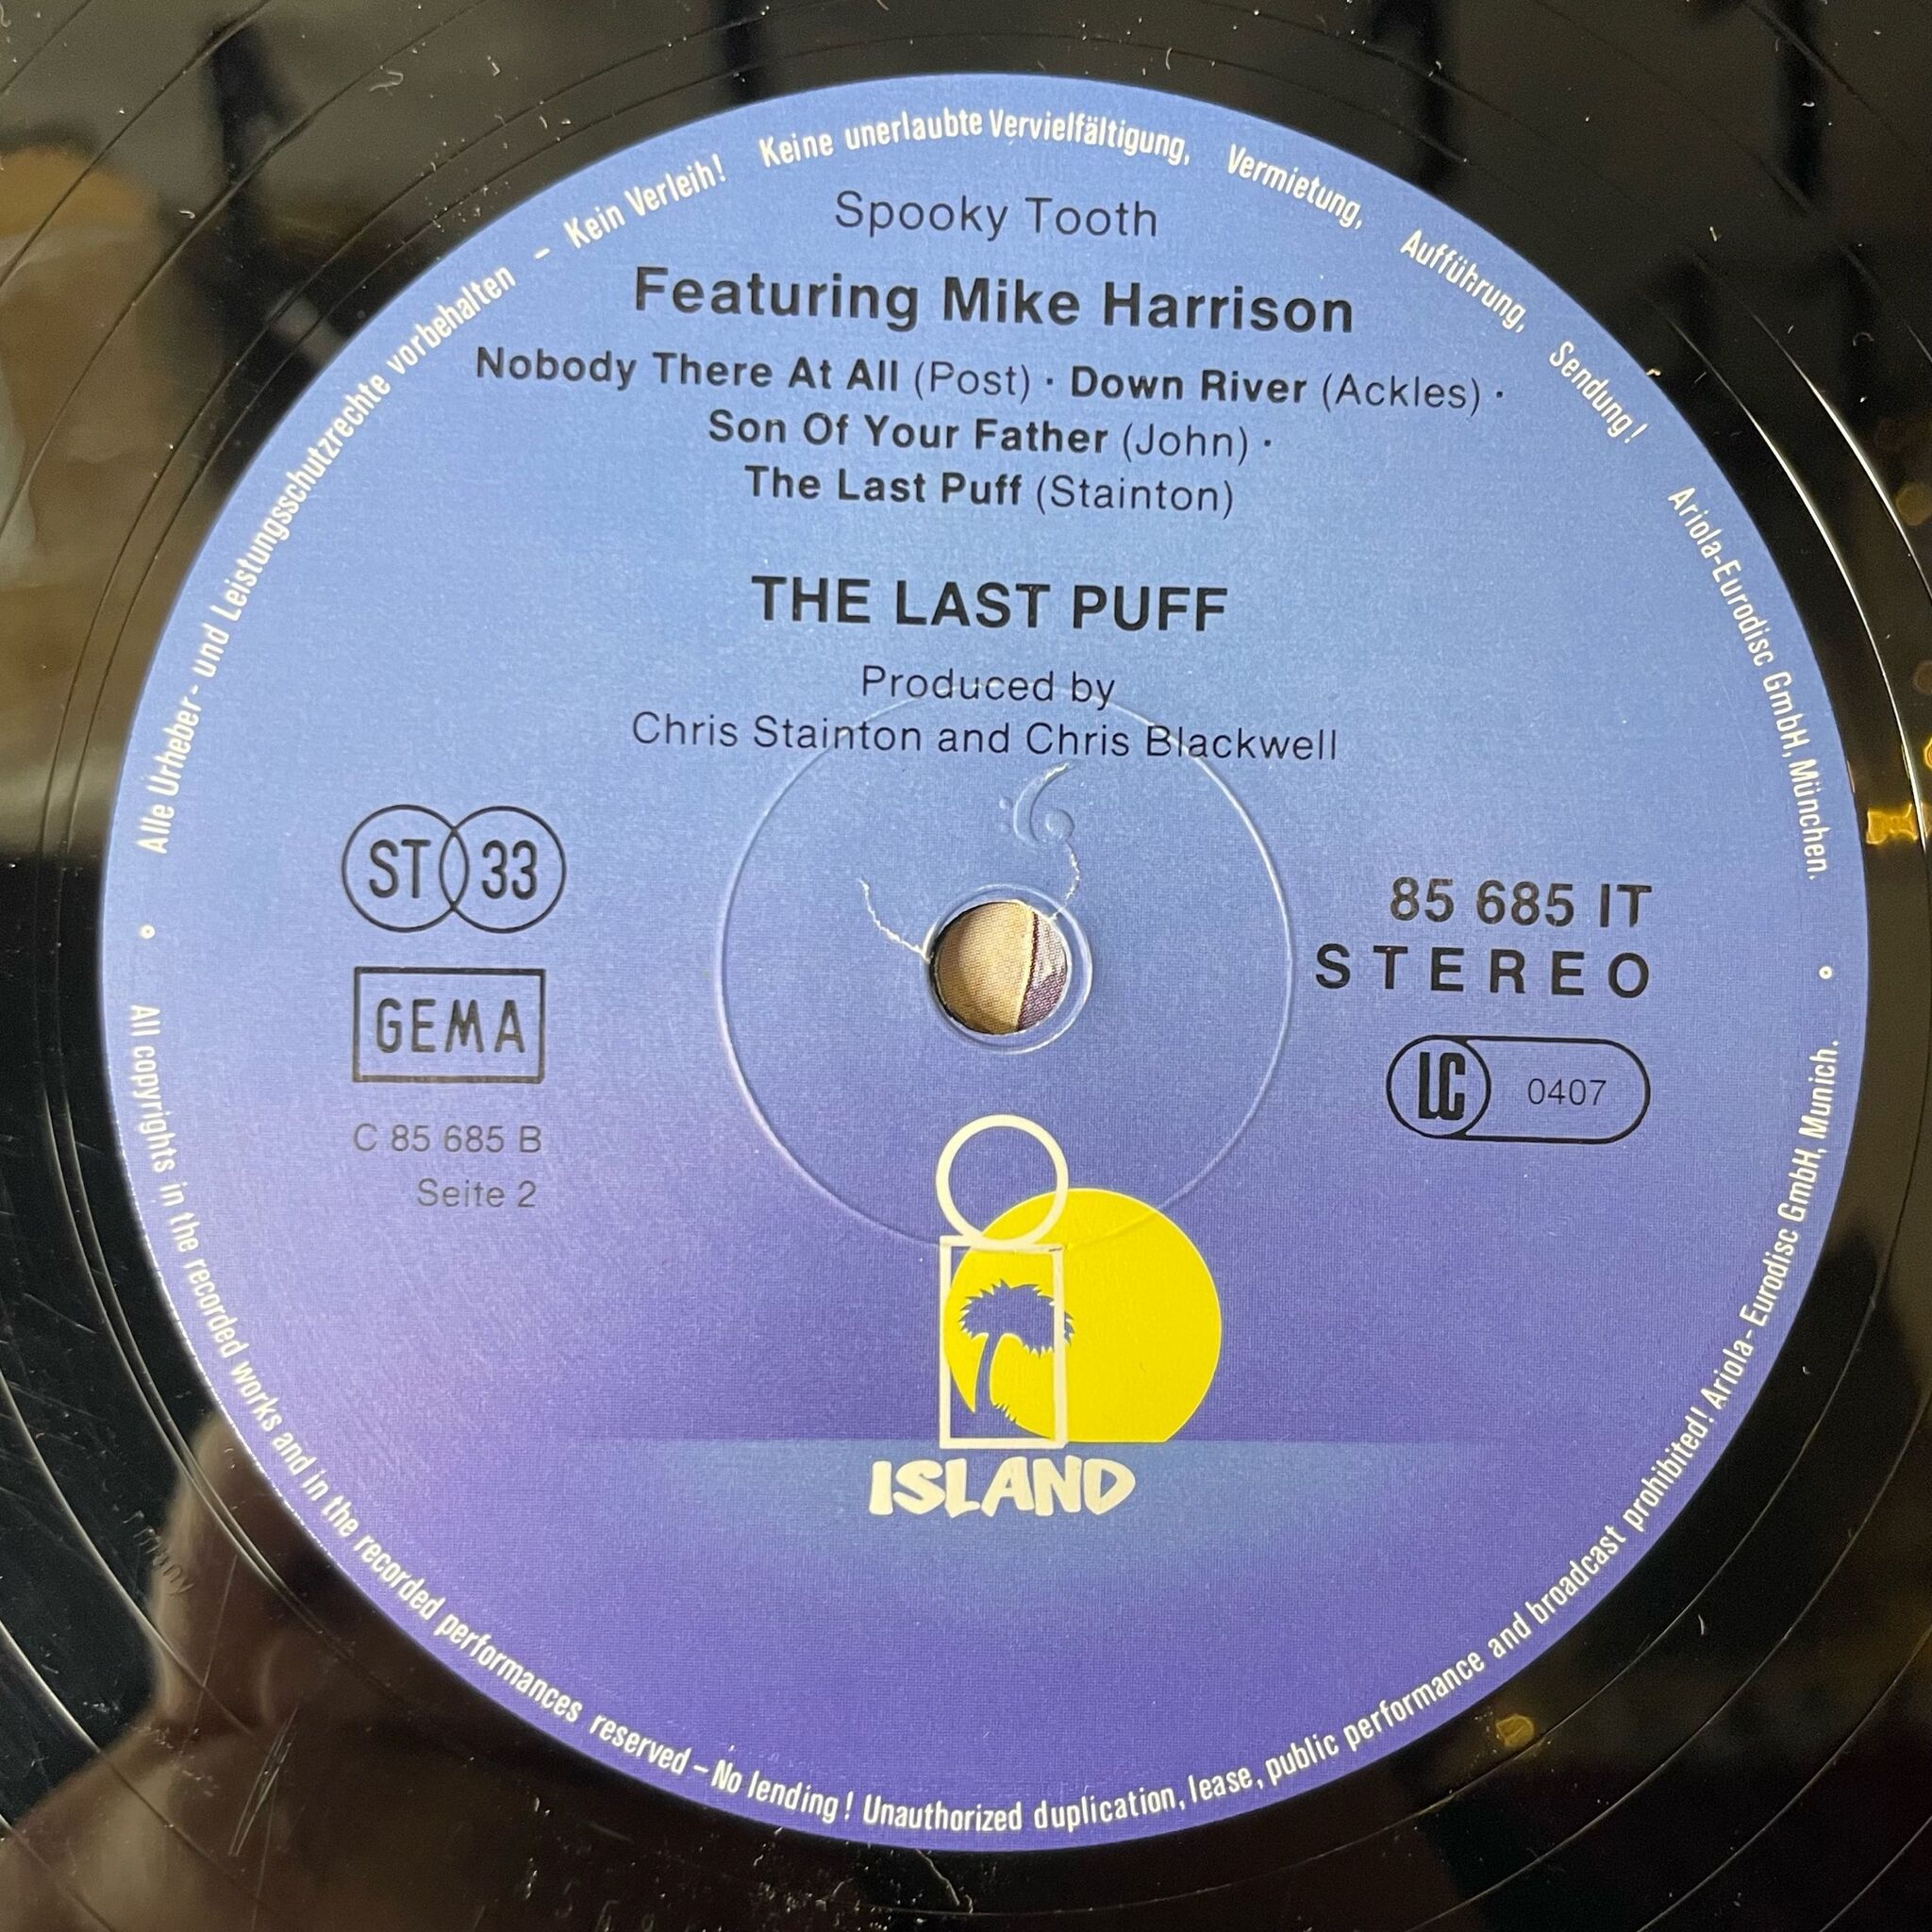 Alle Urheber- und Leistungsschutzrechte vorbehalten – Kein Verleih! Keine unerlaubte Vervielfältigung, Vermietung, Aufführung, Sendung! Ariola-Eurodisc GmbH, München.
Spooky Tooth
Featuring Mike Harrison
Nobody There At All (Post) · Down River (Ackles) ·
Son Of Your Father (John) ·
The Last Puff (Stainton)
THE LAST PUFF
Produced by
Chris Stainton and Chris Blackwell
ST 33
GEMA
C 85 685 B
Seite 2
85 685 IT
STEREO
LC 0407
ISLAND
All copyrights in the recorded works and in the recorded performances reserved – No lending! Unauthorized duplication, lease, public performance and broadcast prohibited! Ariola-Eurodisc GmbH, Munich.